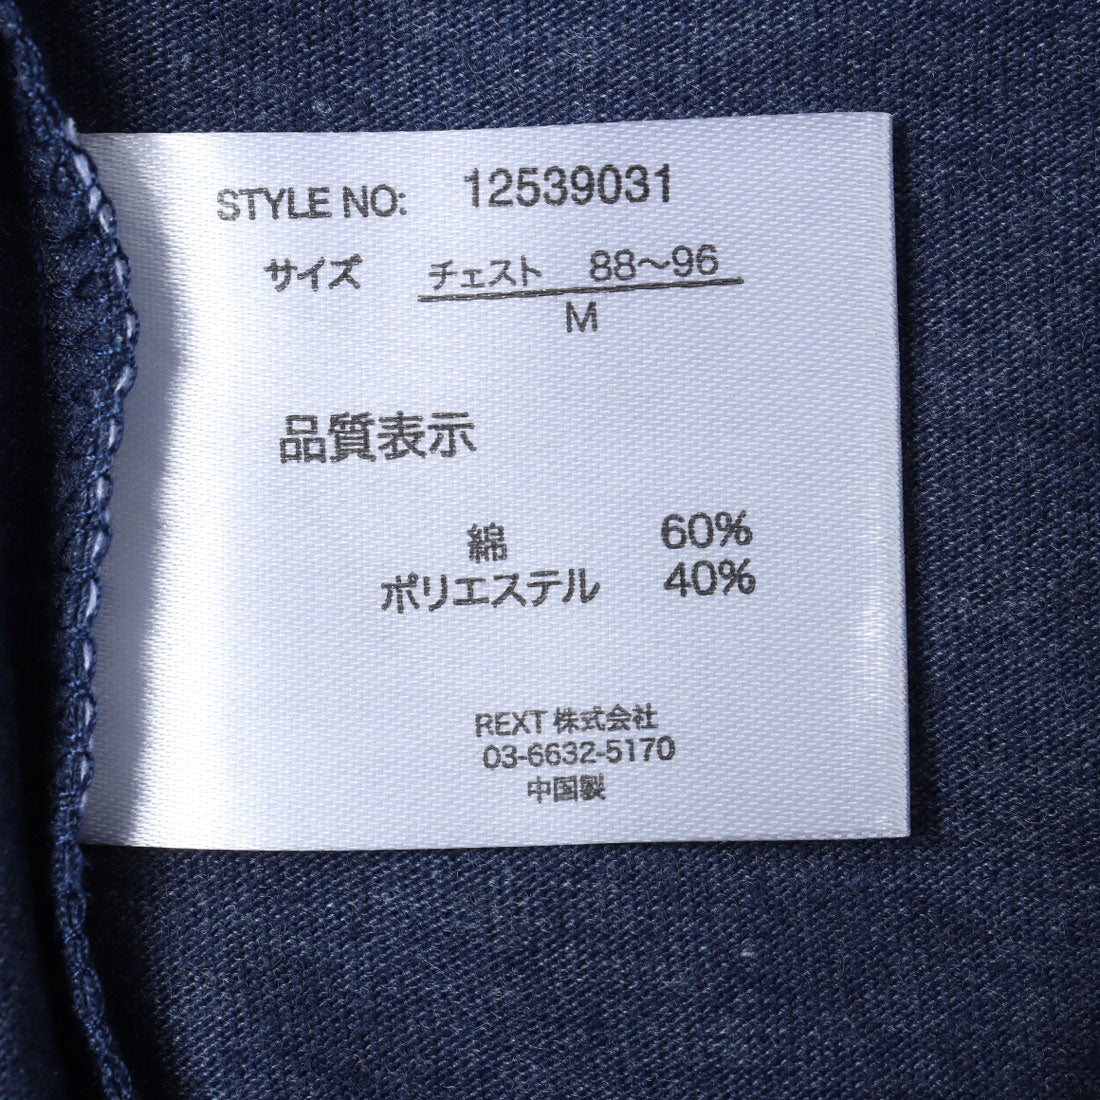 STYLE NO: 12539031
サイズ チェスト 88〜96
M
品質表示
綿 60%
ポリエステル 40%
REXT 株式会社
03-6632-5170
中国製